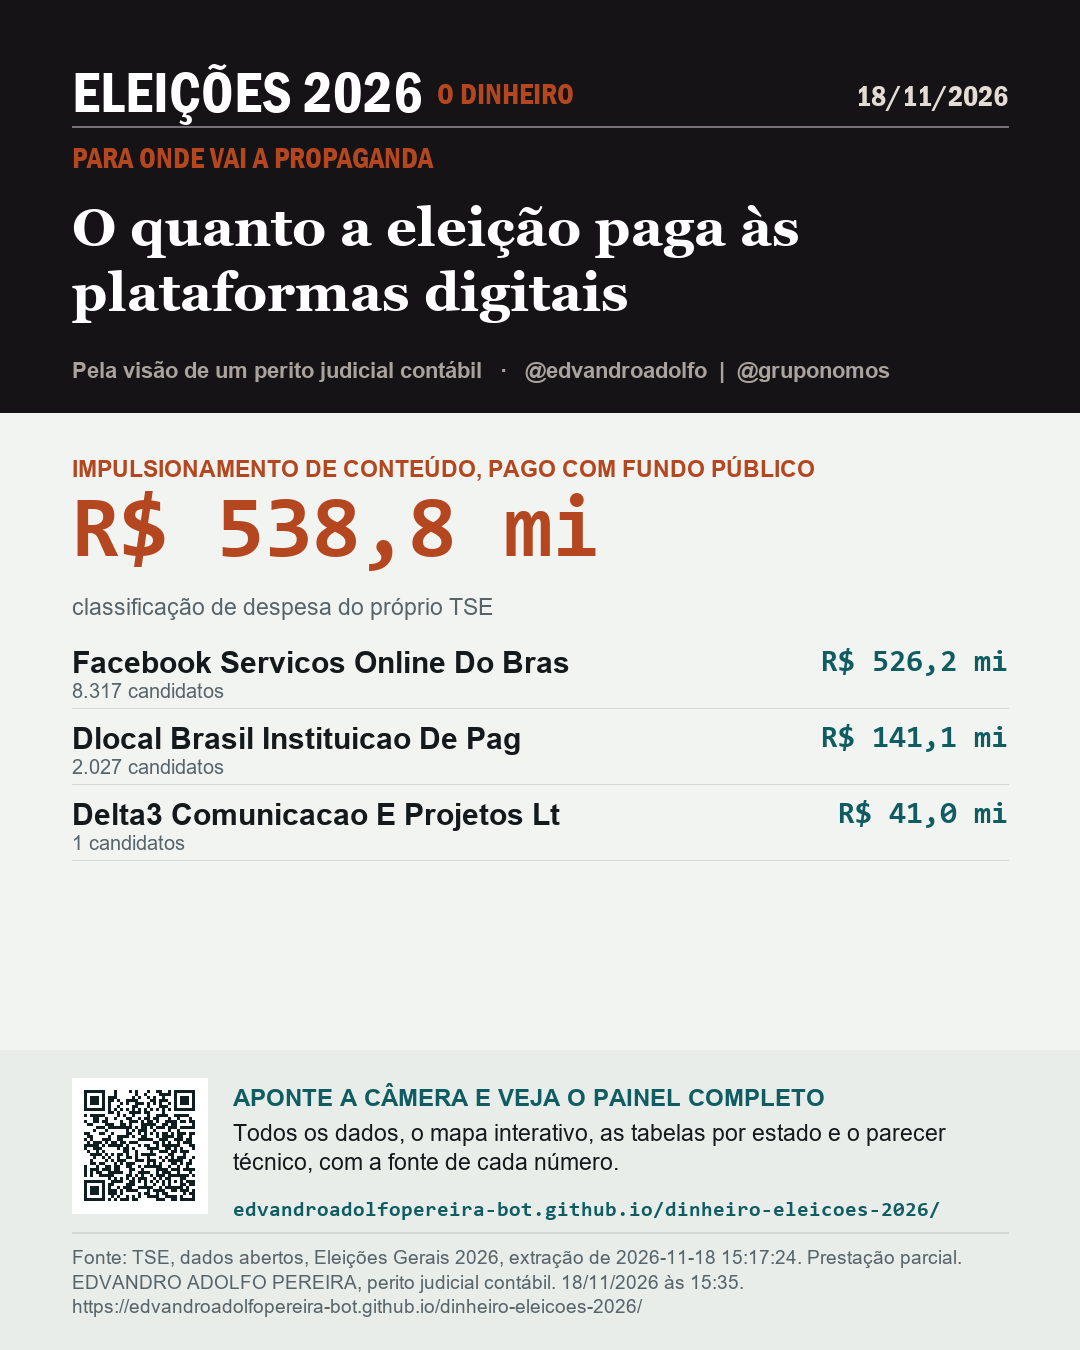 ELEIÇÕES 2026 O DINHEIRO 18/11/2026
PARA ONDE VAI A PROPAGANDA
O quanto a eleição paga às
plataformas digitais
Pela visão de um perito judicial contábil · @edvandroadolfo | @gruponomos
IMPULSIONAMENTO DE CONTEÚDO, PAGO COM FUNDO PÚBLICO
R$ 538,8 mi
classificação de despesa do próprio TSE
Facebook Servicos Online Do Bras R$ 526,2 mi
8.317 candidatos
Dlocal Brasil Instituicao De Pag R$ 141,1 mi
2.027 candidatos
Delta3 Comunicacao E Projetos Lt R$ 41,0 mi
1 candidatos
APONTE A CÂMERA E VEJA O PAINEL COMPLETO
Todos os dados, o mapa interativo, as tabelas por estado e o parecer
técnico, com a fonte de cada número.
edvandroadolfopereira-bot.github.io/dinheiro-eleicoes-2026/
Fonte: TSE, dados abertos, Eleições Gerais 2026, extração de 2026-11-18 15:17:24. Prestação parcial.
EDVANDRO ADOLFO PEREIRA, perito judicial contábil. 18/11/2026 às 15:35.
https://edvandroadolfopereira-bot.github.io/dinheiro-eleicoes-2026/